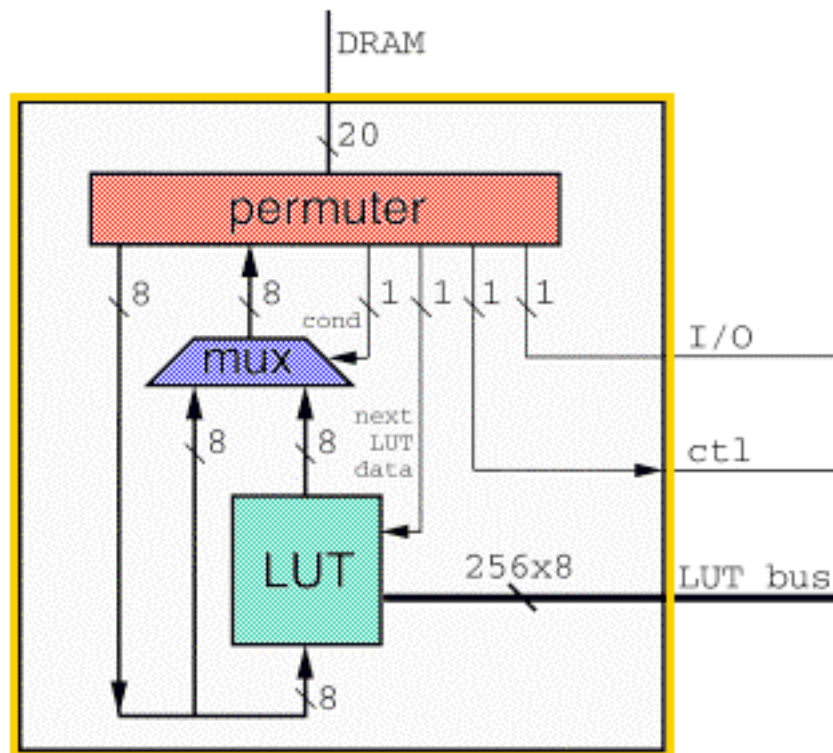 DRAM
20
permuter
8
8
1
1
1
1
cond
I/O
mux
8
8
next
LUT
data
ctl
LUT
256x8
LUT bus
8